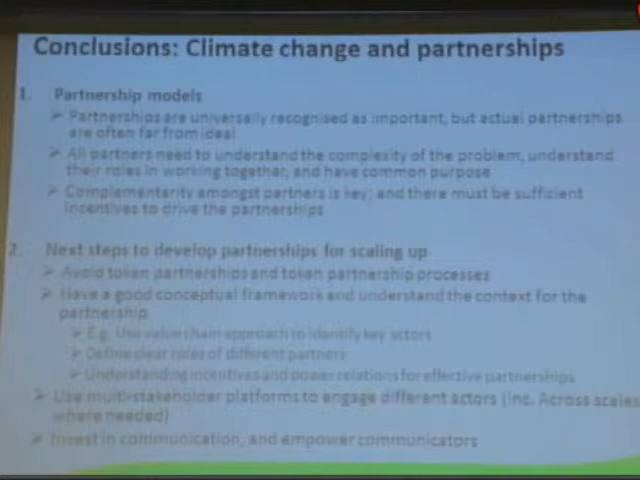 Conclusions: Climate change and partnerships
1. Partnership models
➢ Partnerships are universally recognised as important, but actual partnerships
are often far from ideal
➢ All partners need to understand the complexity of the problem, understand
their roles in working together, and have common purpose
➢ Complementarity amongst partners is key; and there must be sufficient
incentives to drive the partnerships
2. Next steps to develop partnerships for scaling up
➢ Avoid token partnerships and token partnership processes
➢ Have a good conceptual framework and understand the context for the
partnership
➢ E.g. Use value chain approach to identify key actors
➢ Define clear roles of different partners
➢ Understanding incentives and power relations for effective partnerships
➢ Use multi-stakeholder platforms to engage different actors (inc. Across scales
where needed)
➢ Invest in communication, and empower communicators